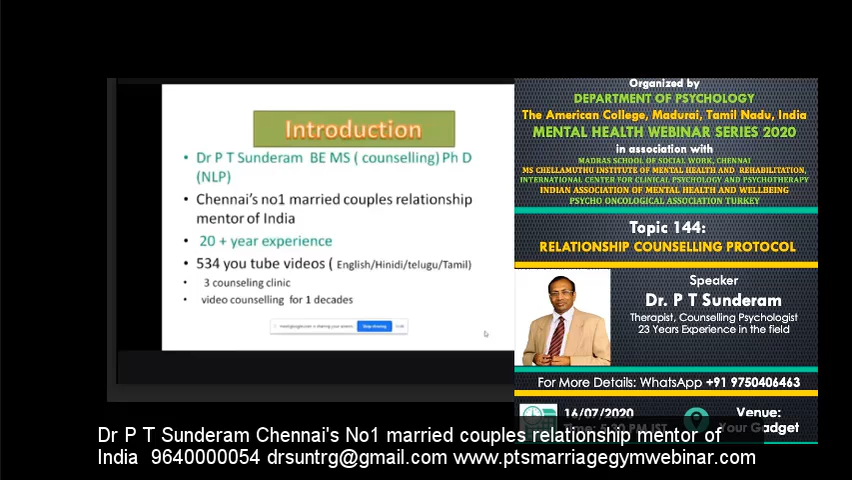 Introduction
Dr P T Sunderam BE MS ( counselling) Ph D
(NLP)
Chennai's no1 married couples relationship
mentor of India
20 + year experience
534 you tube videos ( English/Hinidi/telugu/Tamil)
3 counseling clinic
video counselling for 1 decades
Stop sharing
Organized by
DEPARTMENT OF PSYCHOLOGY
The American College, Madurai, Tamil Nadu, India
MENTAL HEALTH WEBINAR SERIES 2020
in association with
MADRAS SCHOOL OF SOCIAL WORK, CHENNAI
MS CHELLAMUTHU INSTITUTE OF MENTAL HEALTH AND REHABILITATION,
INTERNATIONAL CENTER FOR CLINICAL PSYCHOLOGY AND PSYCHOTHERAPY
INDIAN ASSOCIATION OF MENTAL HEALTH AND WELLBEING
PSYCHO ONCOLOGICAL ASSOCIATION TURKEY
Topic 144:
RELATIONSHIP COUNSELLING PROTOCOL
Speaker
Dr. P T Sunderam
Therapist, Counselling Psychologist
23 Years Experience in the field
For More Details: WhatsApp +91 9750406463
16/07/2020
Time: 5.30 PM IST
Venue:
Your Gadget
Dr P T Sunderam Chennai's No1 married couples relationship mentor of
India 9640000054 drsuntrg@gmail.com www.ptsmarriagegymwebinar.com